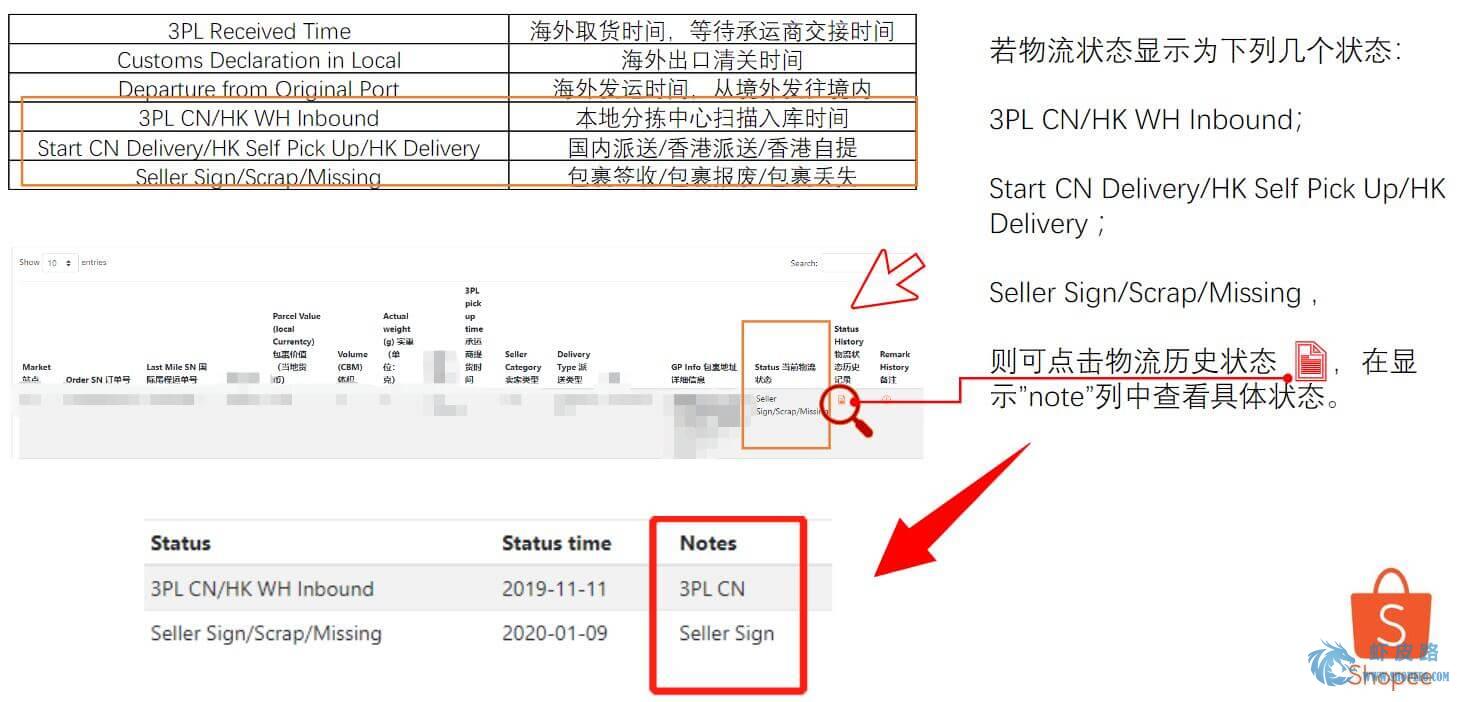 3PL Received Time 海外取货时间，等待承运商交接时间
Customs Declaration in Local 海外出口清关时间
Departure from Original Port 海外发运时间，从境外发往境内
3PL CN/HK WH Inbound 本地分拣中心扫描入库时间
Start CN Delivery/HK Self Pick Up/HK Delivery 国内派送/香港派送/香港自提
Seller Sign/Scrap/Missing 包裹签收/包裹报废/包裹丢失
若物流状态显示为下列几个状态：
3PL CN/HK WH Inbound；
Start CN Delivery/HK Self Pick Up/HK
Delivery；
Seller Sign/Scrap/Missing，
则可点击物流历史状态 ，在显
示”note”列中查看具体状态。
Show 10 entries
Search:
Market
站点
Order SN 订单号
Last Mile SN 国
际尾程运单号
Parcel Value
(local
Currency)
包裹价值
（当地货
币）
Volume
(CBM)
体积
Actual
weight
(g) 实重
（单
位：
克）
3PL
pick
up
time
承运
商提
货时
间
Seller
Category
卖家类型
Delivery
Type 派
送类型
GP Info 包裹地址
详细信息
Status 当前物流
状态
Status
History
物流状
态历史
记录
Remark
History
备注
Seller
Sign/Scrap/Missing
Status Status time Notes
3PL CN/HK WH Inbound 2019-11-11 3PL CN
Seller Sign/Scrap/Missing 2020-01-09 Seller Sign
S
虾皮路
WWW.SHOPEE6.COM
Shopee